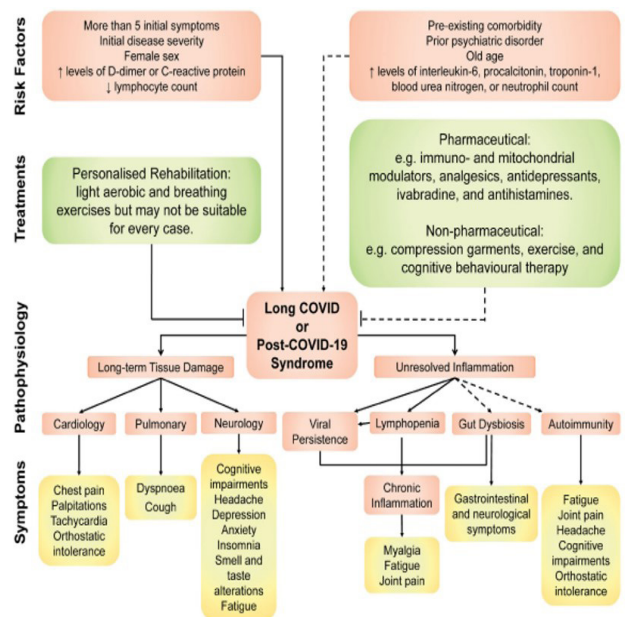 Risk Factors
More than 5 initial symptoms
Initial disease severity
Female sex
↑ levels of D-dimer or C-reactive protein
↓ lymphocyte count
Pre-existing comorbidity
Prior psychiatric disorder
Old age
↑ levels of interleukin-6, procalcitonin, troponin-1,
blood urea nitrogen, or neutrophil count
Treatments
Personalised Rehabilitation:
light aerobic and breathing
exercises but may not be suitable
for every case.
Pharmaceutical:
e.g. immuno- and mitochondrial
modulators, analgesics, antidepressants,
ivabradine, and antihistamines.
Non-pharmaceutical:
e.g. compression garments, exercise, and
cognitive behavioural therapy
Pathophysiology
Long COVID
or
Post-COVID-19
Syndrome
Long-term Tissue Damage
Unresolved Inflammation
Cardiology
Pulmonary
Neurology
Viral
Persistence
Lymphopenia
Gut Dysbiosis
Autoimmunity
Symptoms
Chest pain
Palpitations
Tachycardia
Orthostatic
intolerance
Dyspnoea
Cough
Cognitive
impairments
Headache
Depression
Anxiety
Insomnia
Smell and
taste
alterations
Fatigue
Chronic
Inflammation
Myalgia
Fatigue
Joint pain
Gastrointestinal
and neurological
symptoms
Fatigue
Joint pain
Headache
Cognitive
impairments
Orthostatic
intolerance